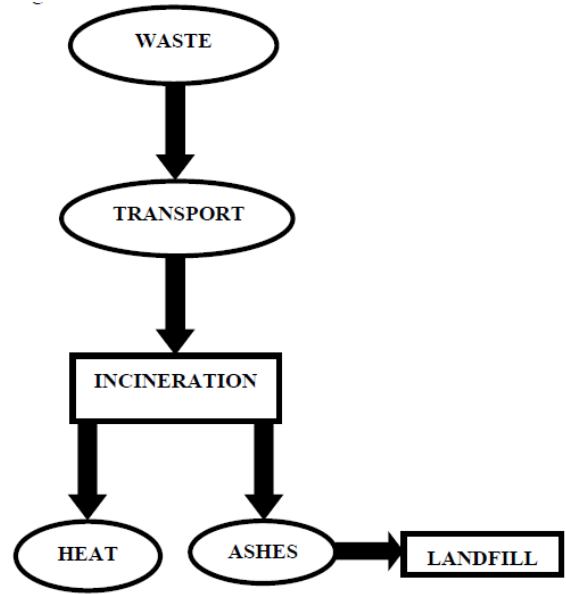 WASTE
TRANSPORT
INCINERATION
HEAT
ASHES
LANDFILL